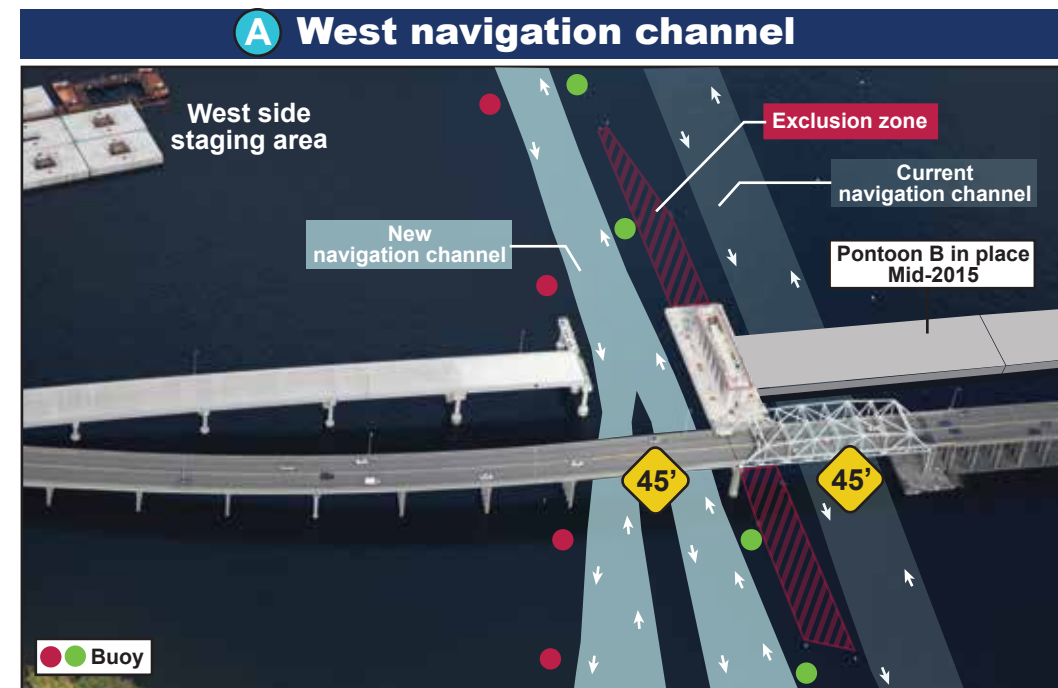 A West navigation channel
West side
staging area
Exclusion zone
Current
navigation channel
New
navigation channel
Pontoon B in place
Mid-2015
45’
45’
Buoy